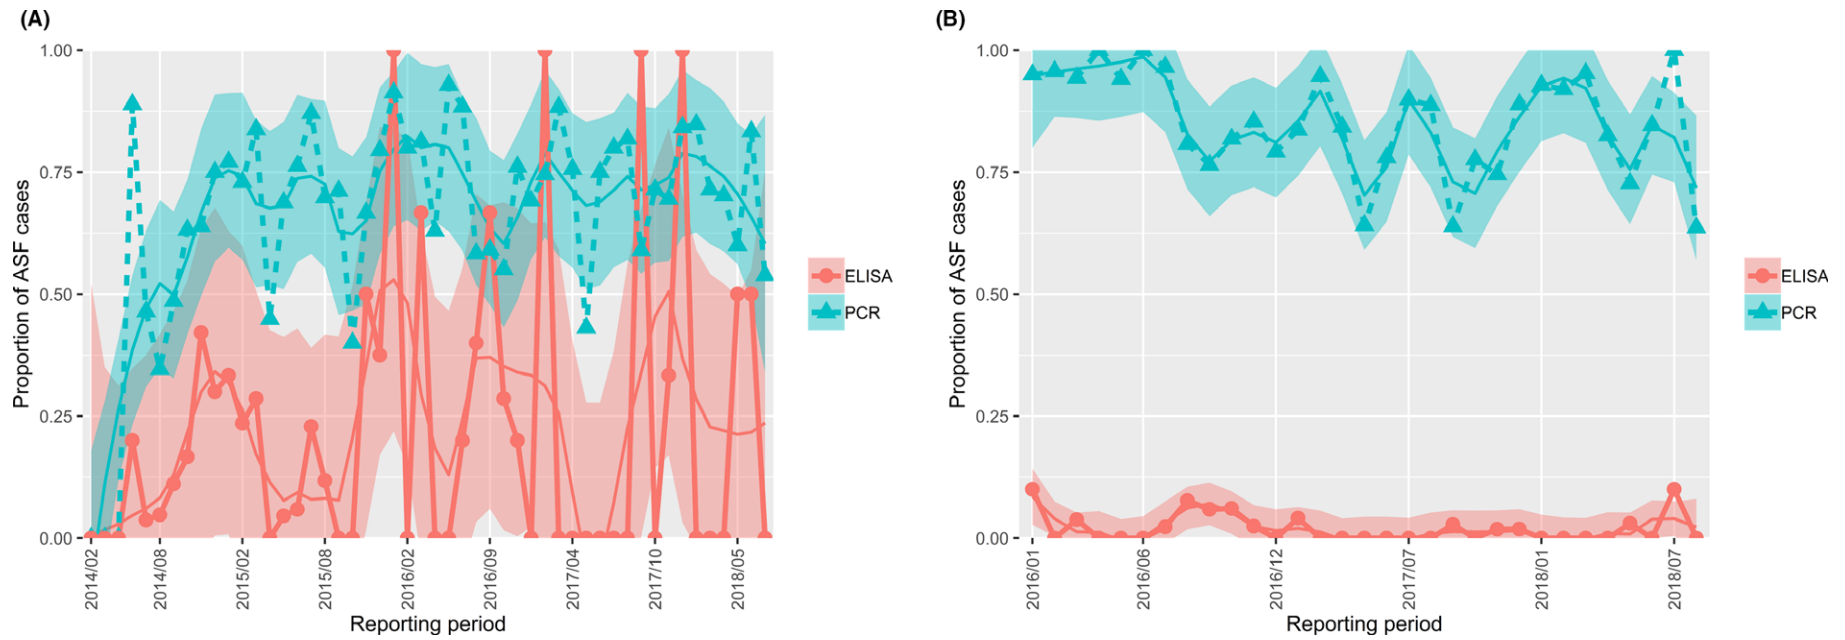 (A)
Proportion of ASF cases
1.00
0.75
0.50
0.25
0.00
2014/02
2014/08
2015/02
2015/08
2016/02
2016/09
2017/04
2017/10
2018/05
Reporting period
ELISA
PCR
(B)
Proportion of ASF cases
1.00
0.75
0.50
0.25
0.00
2016/01
2016/06
2016/12
2017/07
2018/01
2018/07
Reporting period
ELISA
PCR